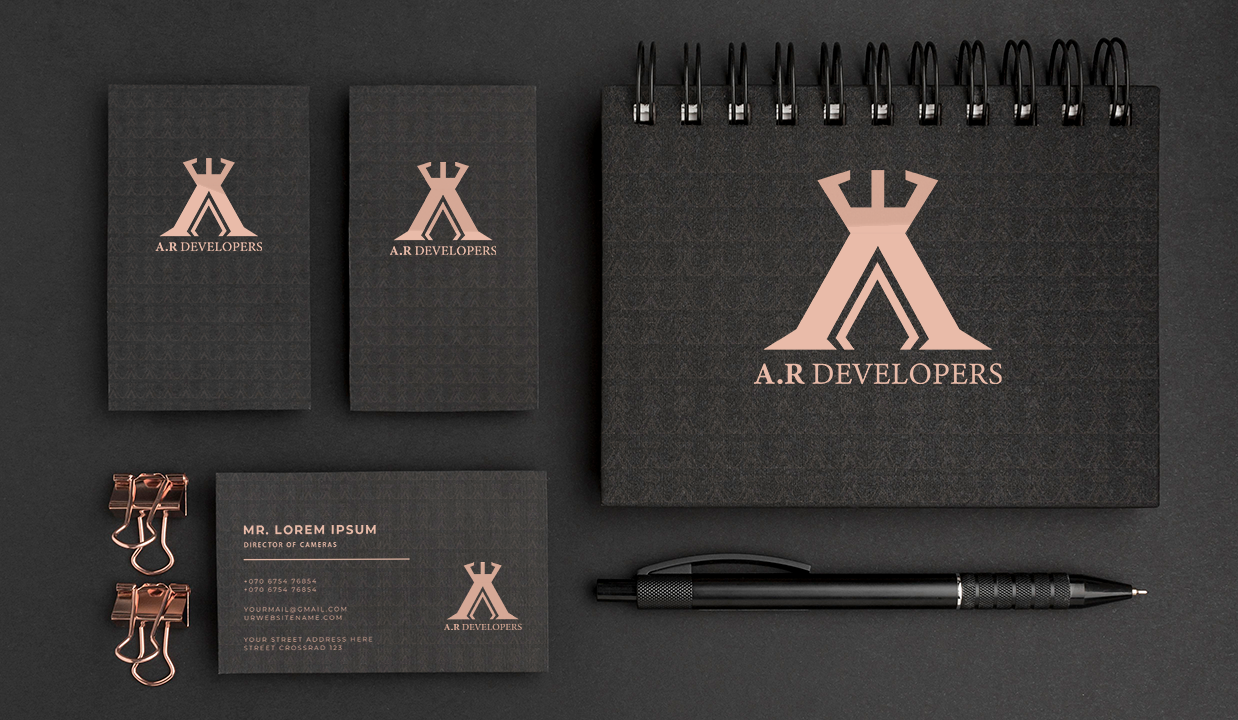 A.R DEVELOPERS
A.R DEVELOPERS
A.R DEVELOPERS
MR. LOREM IPSUM
DIRECTOR OF CAMERAS
+070 6754 76854
+070 6754 76854
YOURMAIL@GMAIL.COM
URWEBSITENAME.COM
YOUR STREET ADDRESS HERE
STREET CROSSRAD 123
A.R DEVELOPERS